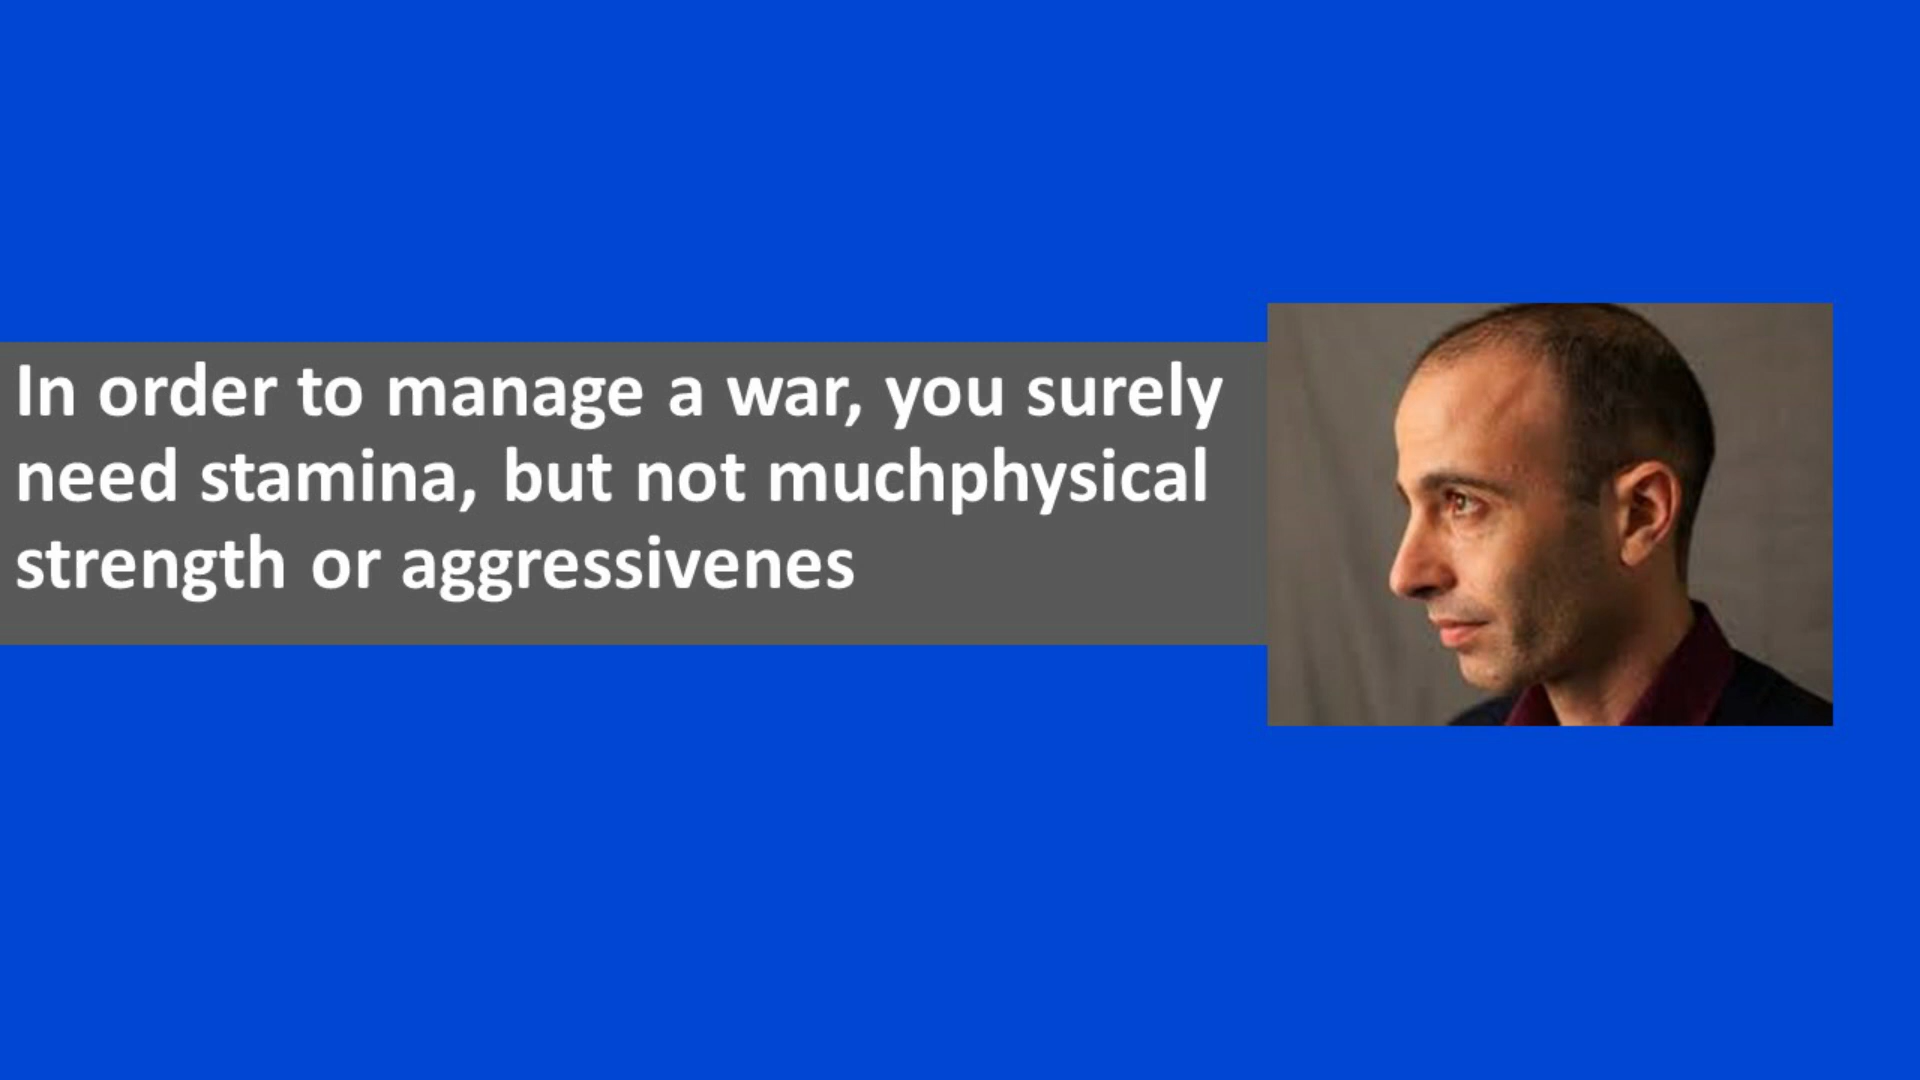 In order to manage a war, you surely
need stamina, but not muchphysical
strength or aggressivenes